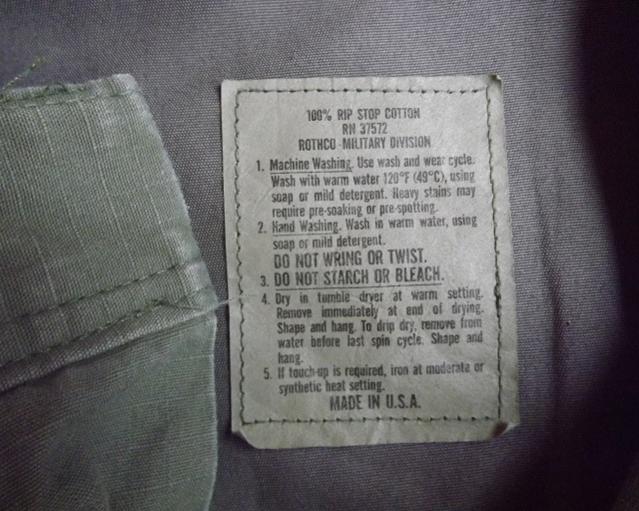 100% RIP STOP COTTON
RN 37572
ROTHCO - MILITARY DIVISION
1. Machine Washing. Use wash and wear cycle.
Wash with warm water 120°F (49°C), using
soap or mild detergent. Heavy stains may
require pre-soaking or pre-spotting.
2. Hand Washing. Wash in warm water, using
soap or mild detergent.
DO NOT WRING OR TWIST.
3. DO NOT STARCH OR BLEACH.
4. Dry in tumble dryer at warm setting.
Remove immediately at end of drying.
Shape and hang. To drip dry, remove from
water before last spin cycle. Shape and
hang.
5. If touch-up is required, iron at moderate or
synthetic heat setting.
MADE IN U.S.A.